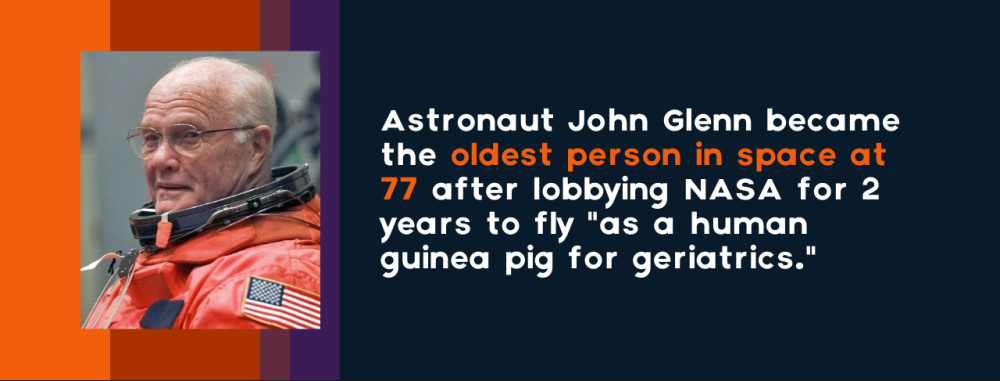 Astronaut John Glenn became
the oldest person in space at
77 after lobbying NASA for 2
years to fly "as a human
guinea pig for geriatrics."